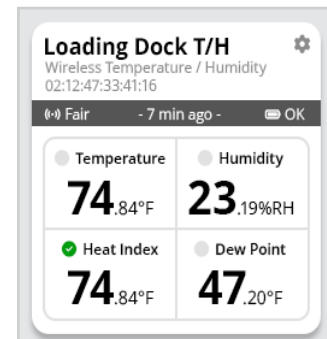 Loading Dock T/H
Wireless Temperature / Humidity
02:12:47:33:41:16
Fair - 7 min ago - OK
Temperature Humidity
74.84°F 23.19%RH
Heat Index Dew Point
74.84°F 47.20°F